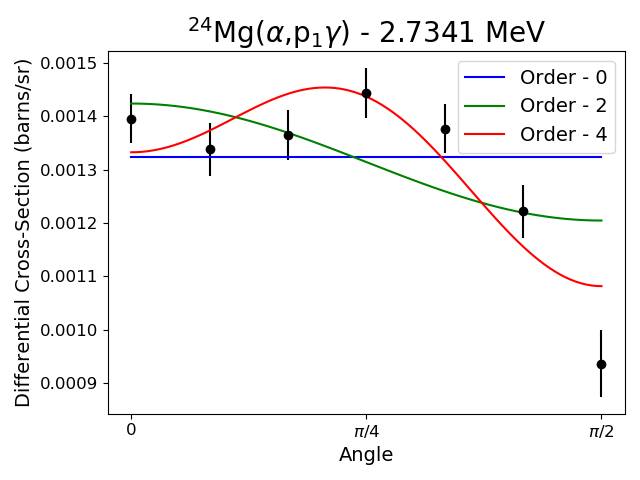 ²⁴Mg(α,p₁γ) - 2.7341 MeV
Differential Cross-Section (barns/sr)
0.0015
0.0014
0.0013
0.0012
0.0011
0.0010
0.0009
Order - 0
Order - 2
Order - 4
0 π/4 π/2
Angle